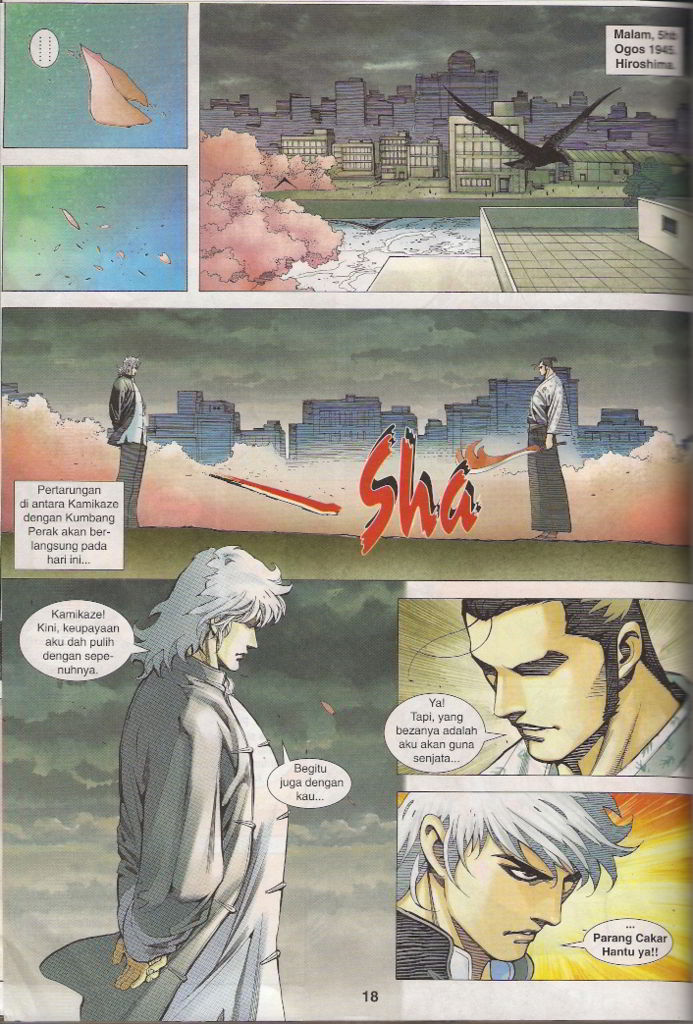 Malam, 5hb
Ogos 1945.
Hiroshima.
Sha
Pertarungan
di antara Kamikaze
dengan Kumbang
Perak akan ber-
langsung pada
hari ini...
Kamikaze!
Kini, keupayaan
aku dah pulih
dengan sepe-
nuhnya.
Begitu
juga dengan
kau...
Ya!
Tapi, yang
bezanya adalah
aku akan guna
senjata...
...
Parang Cakar
Hantu ya!!
18